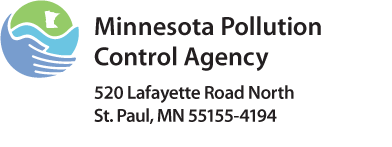 Minnesota Pollution
Control Agency
520 Lafayette Road North
St. Paul, MN 55155-4194